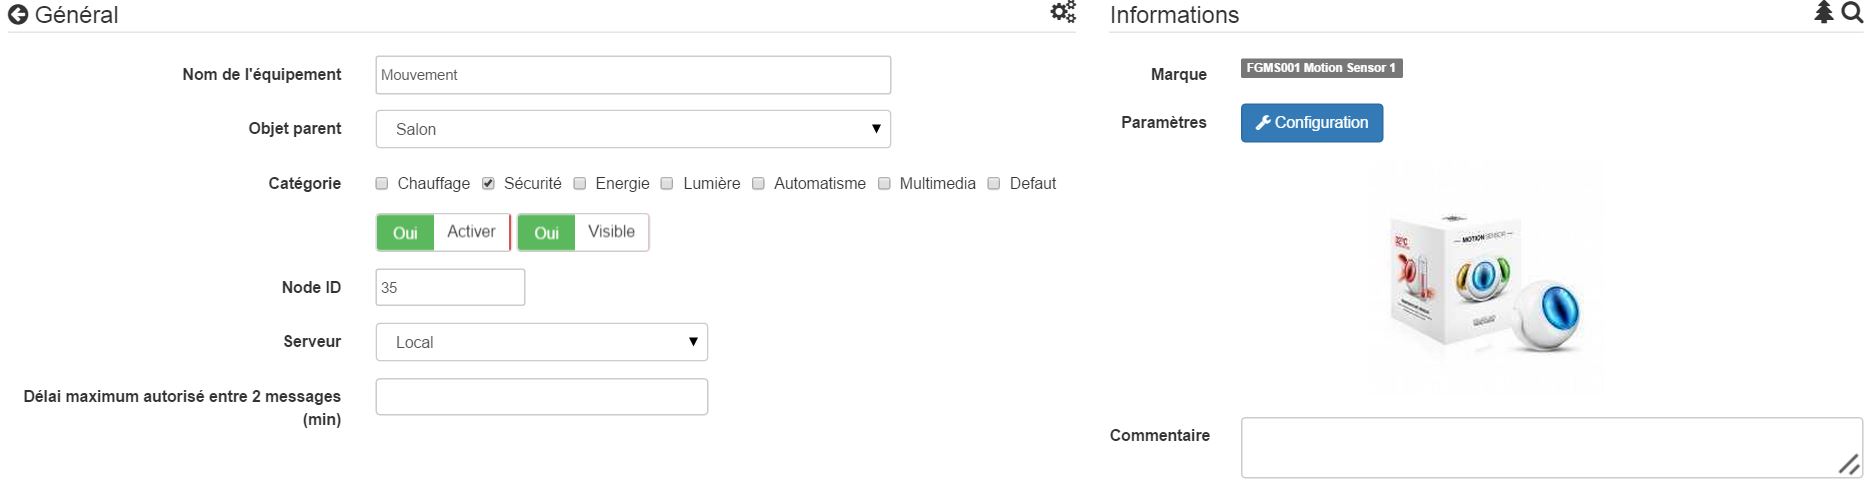 Général
Nom de l'équipement
Mouvement
Objet parent
Salon
Catégorie
Chauffage Sécurité Energie Lumière Automatisme Multimedia Defaut
Oui Activer Oui Visible
Node ID
35
Serveur
Local
Délai maximum autorisé entre 2 messages
(min)
Informations
Marque
FGMS001 Motion Sensor 1
Paramètres
Configuration
MOTION SENSOR
Commentaire